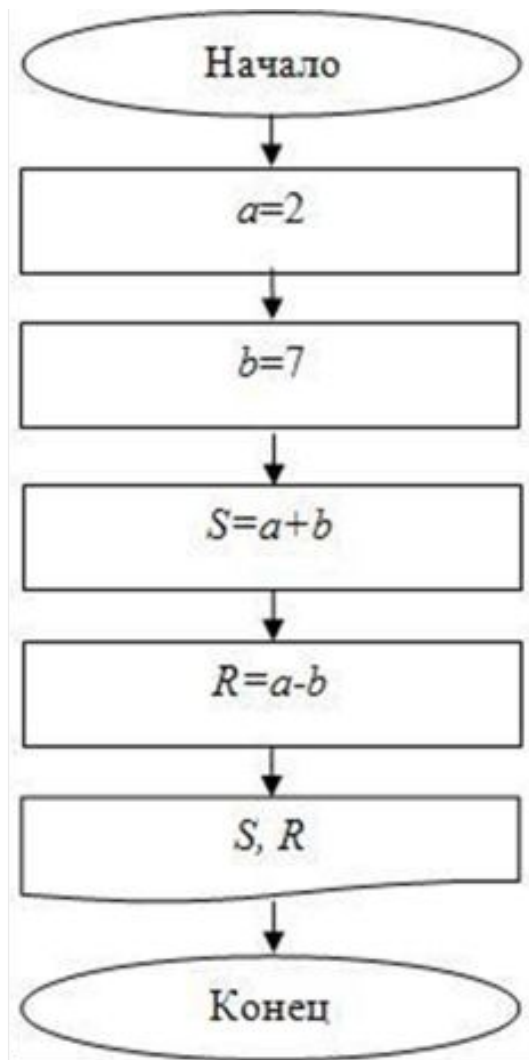 Начало
a=2
b=7
S=a+b
R=a-b
S, R
Конец